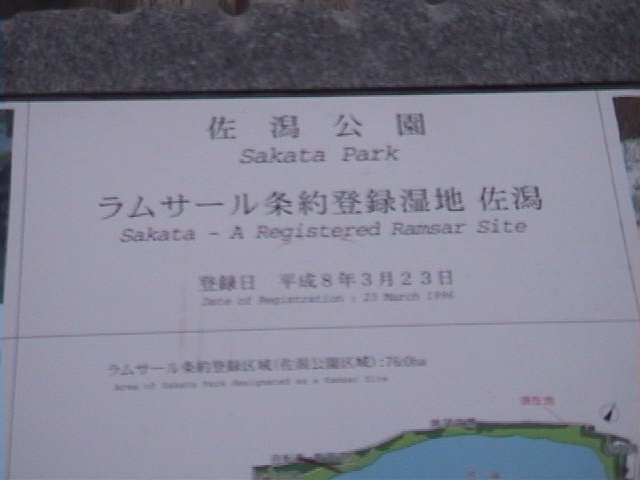 佐潟公園
Sakata Park
ラムサール条約登録湿地 佐潟
Sakata - A Registered Ramsar Site
登録日 平成8年3月23日
Date of Registration : 23 March 1996
ラムサール条約登録区域(佐潟公園区域):76.0ha
Area of Sakata Park designated as a Ramsar Site
現在地